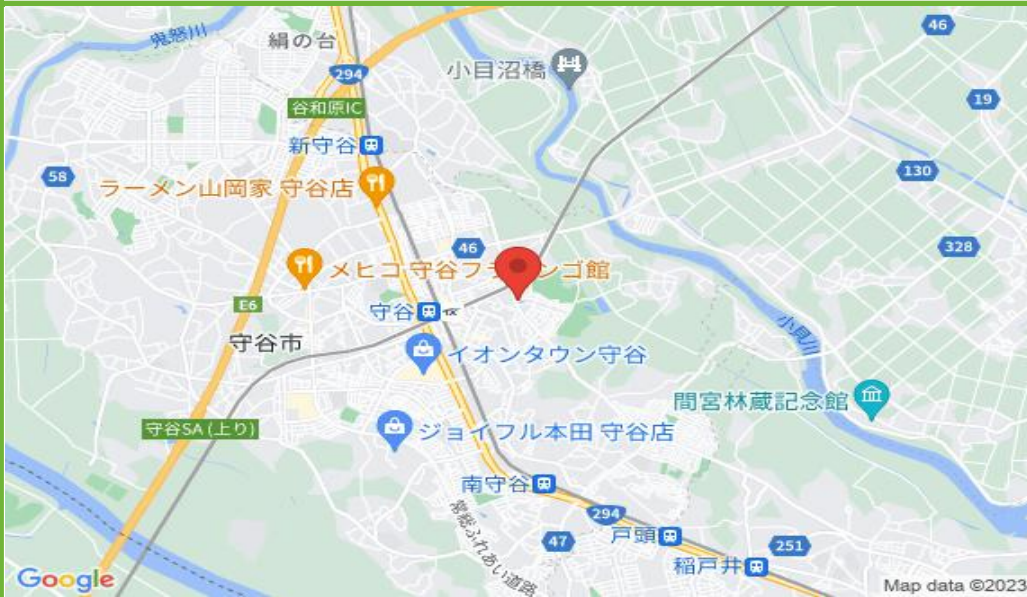 鬼怒川
絹の台
46
小目沼橋
294
谷和原IC
19
新守谷
58
ラーメン山岡家 守谷店
130
46
328
メヒコ 守谷フラミンゴ館
E6
守谷
守谷市
小貝川
イオンタウン守谷
間宮林蔵記念館
守谷SA (上り)
ジョイフル本田 守谷店
南守谷
294
常総ふれあい道路
47
戸頭
251
稲戸井
Google
Map data ©2023